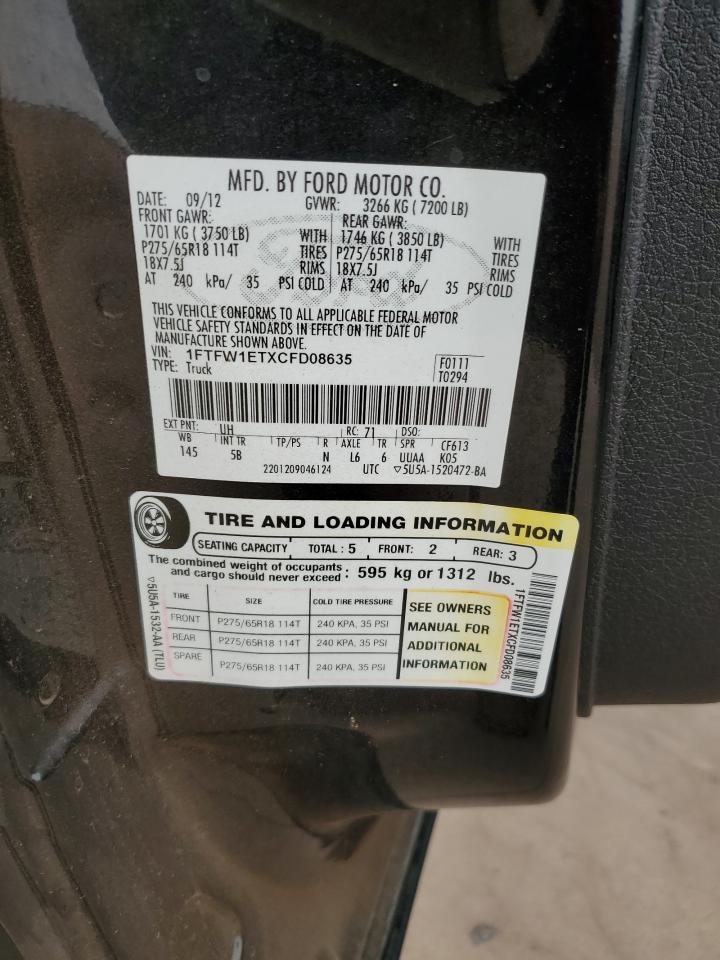 MFD. BY FORD MOTOR CO.
DATE: 09/12 GVWR: 3266 KG ( 7200 LB)
FRONT GAWR: REAR GAWR:
1701 KG ( 3750 LB) WITH 1746 KG ( 3850 LB) WITH
P275/65R18 114T TIRES P275/65R18 114T TIRES
18X7.5J RIMS 18X7.5J RIMS
AT 240 kPa/ 35 PSI COLD AT 240 kPa/ 35 PSI COLD
Ford
THIS VEHICLE CONFORMS TO ALL APPLICABLE FEDERAL MOTOR
VEHICLE SAFETY STANDARDS IN EFFECT ON THE DATE OF
MANUFACTURE SHOWN ABOVE.
VIN: 1FTFW1ETXCFD08635 F0111
TYPE: Truck T0294
EXT PNT: UH RC: 71 DSO:
WB INT TR TP/PS R AXLE TR SPR CF613
145 5B N L6 6 UUAA K05
2201209046124 UTC ▽5U5A-1520472-BA
TIRE AND LOADING INFORMATION
SEATING CAPACITY TOTAL : 5 FRONT: 2 REAR: 3
The combined weight of occupants and cargo should never exceed : 595 kg or 1312 lbs.
TIRE SIZE COLD TIRE PRESSURE
FRONT P275/65R18 114T 240 KPA, 35 PSI
REAR P275/65R18 114T 240 KPA, 35 PSI
SPARE P275/65R18 114T 240 KPA, 35 PSI
SEE OWNERS
MANUAL FOR
ADDITIONAL
INFORMATION
▽5U5A-1532-AA (TLU)
1FTFW1ETXCFD08635